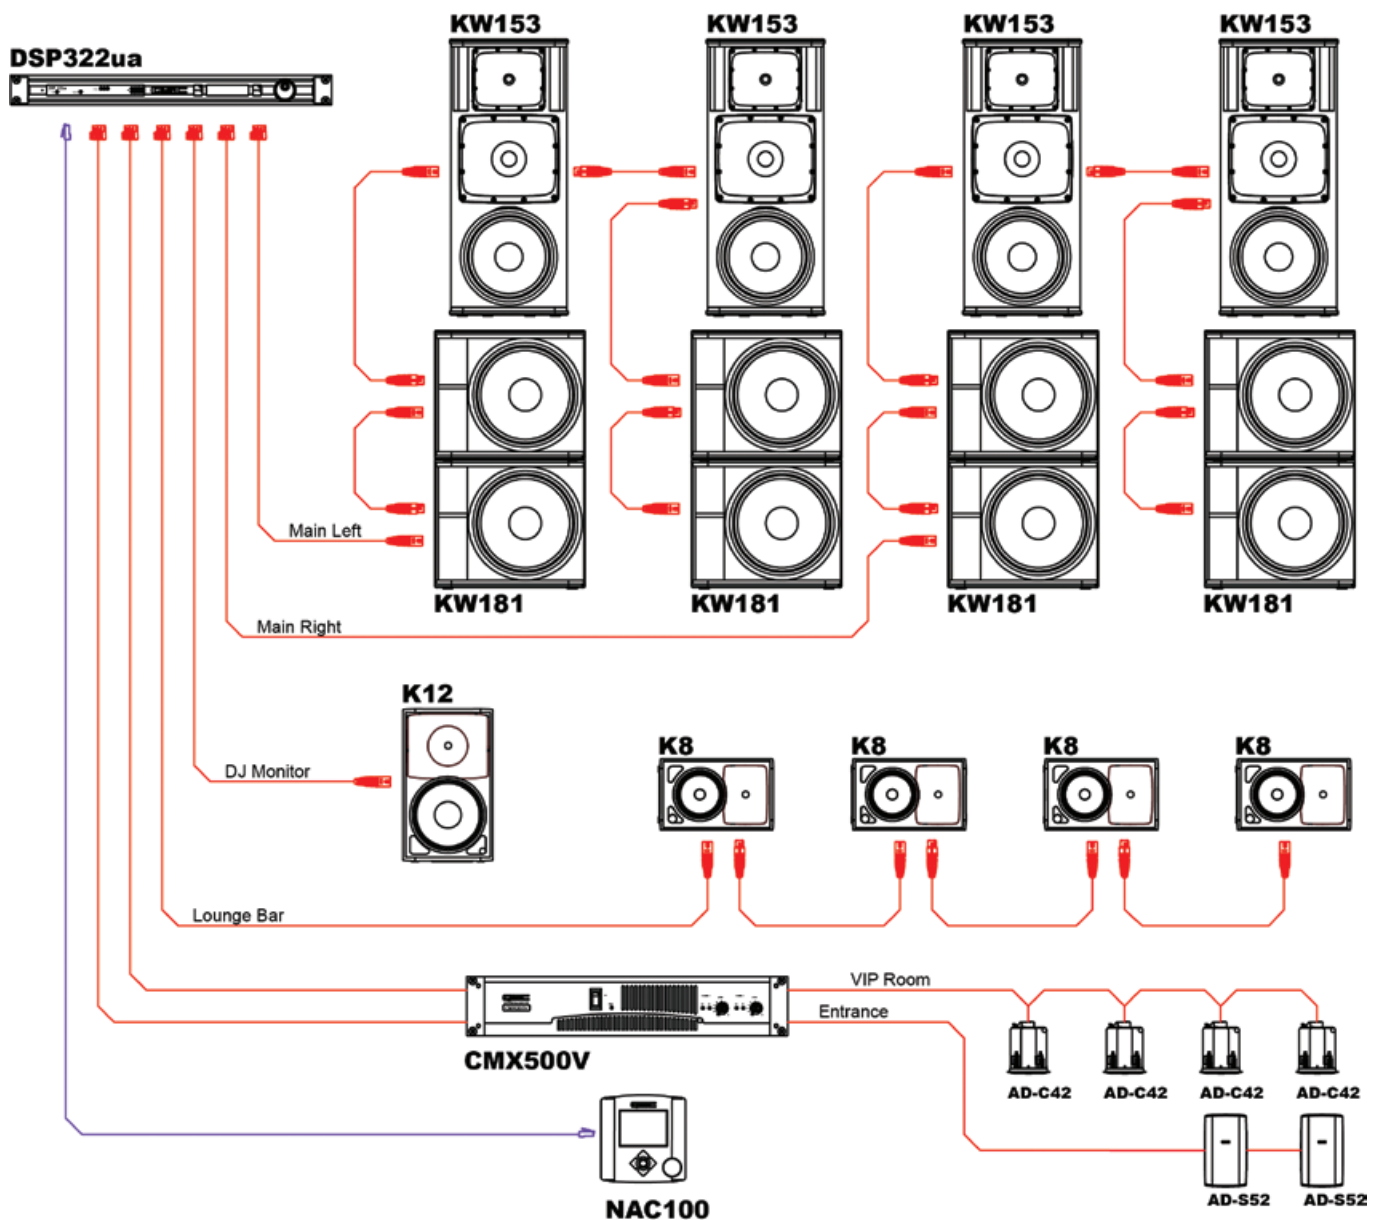 KW153 KW153 KW153 KW153
DSP322ua
Main Left
KW181 KW181 KW181 KW181
Main Right
K12
K8 K8 K8 K8
DJ Monitor
Lounge Bar
VIP Room
Entrance
CMX500V
AD-C42 AD-C42 AD-C42 AD-C42
NAC100
AD-S52 AD-S52